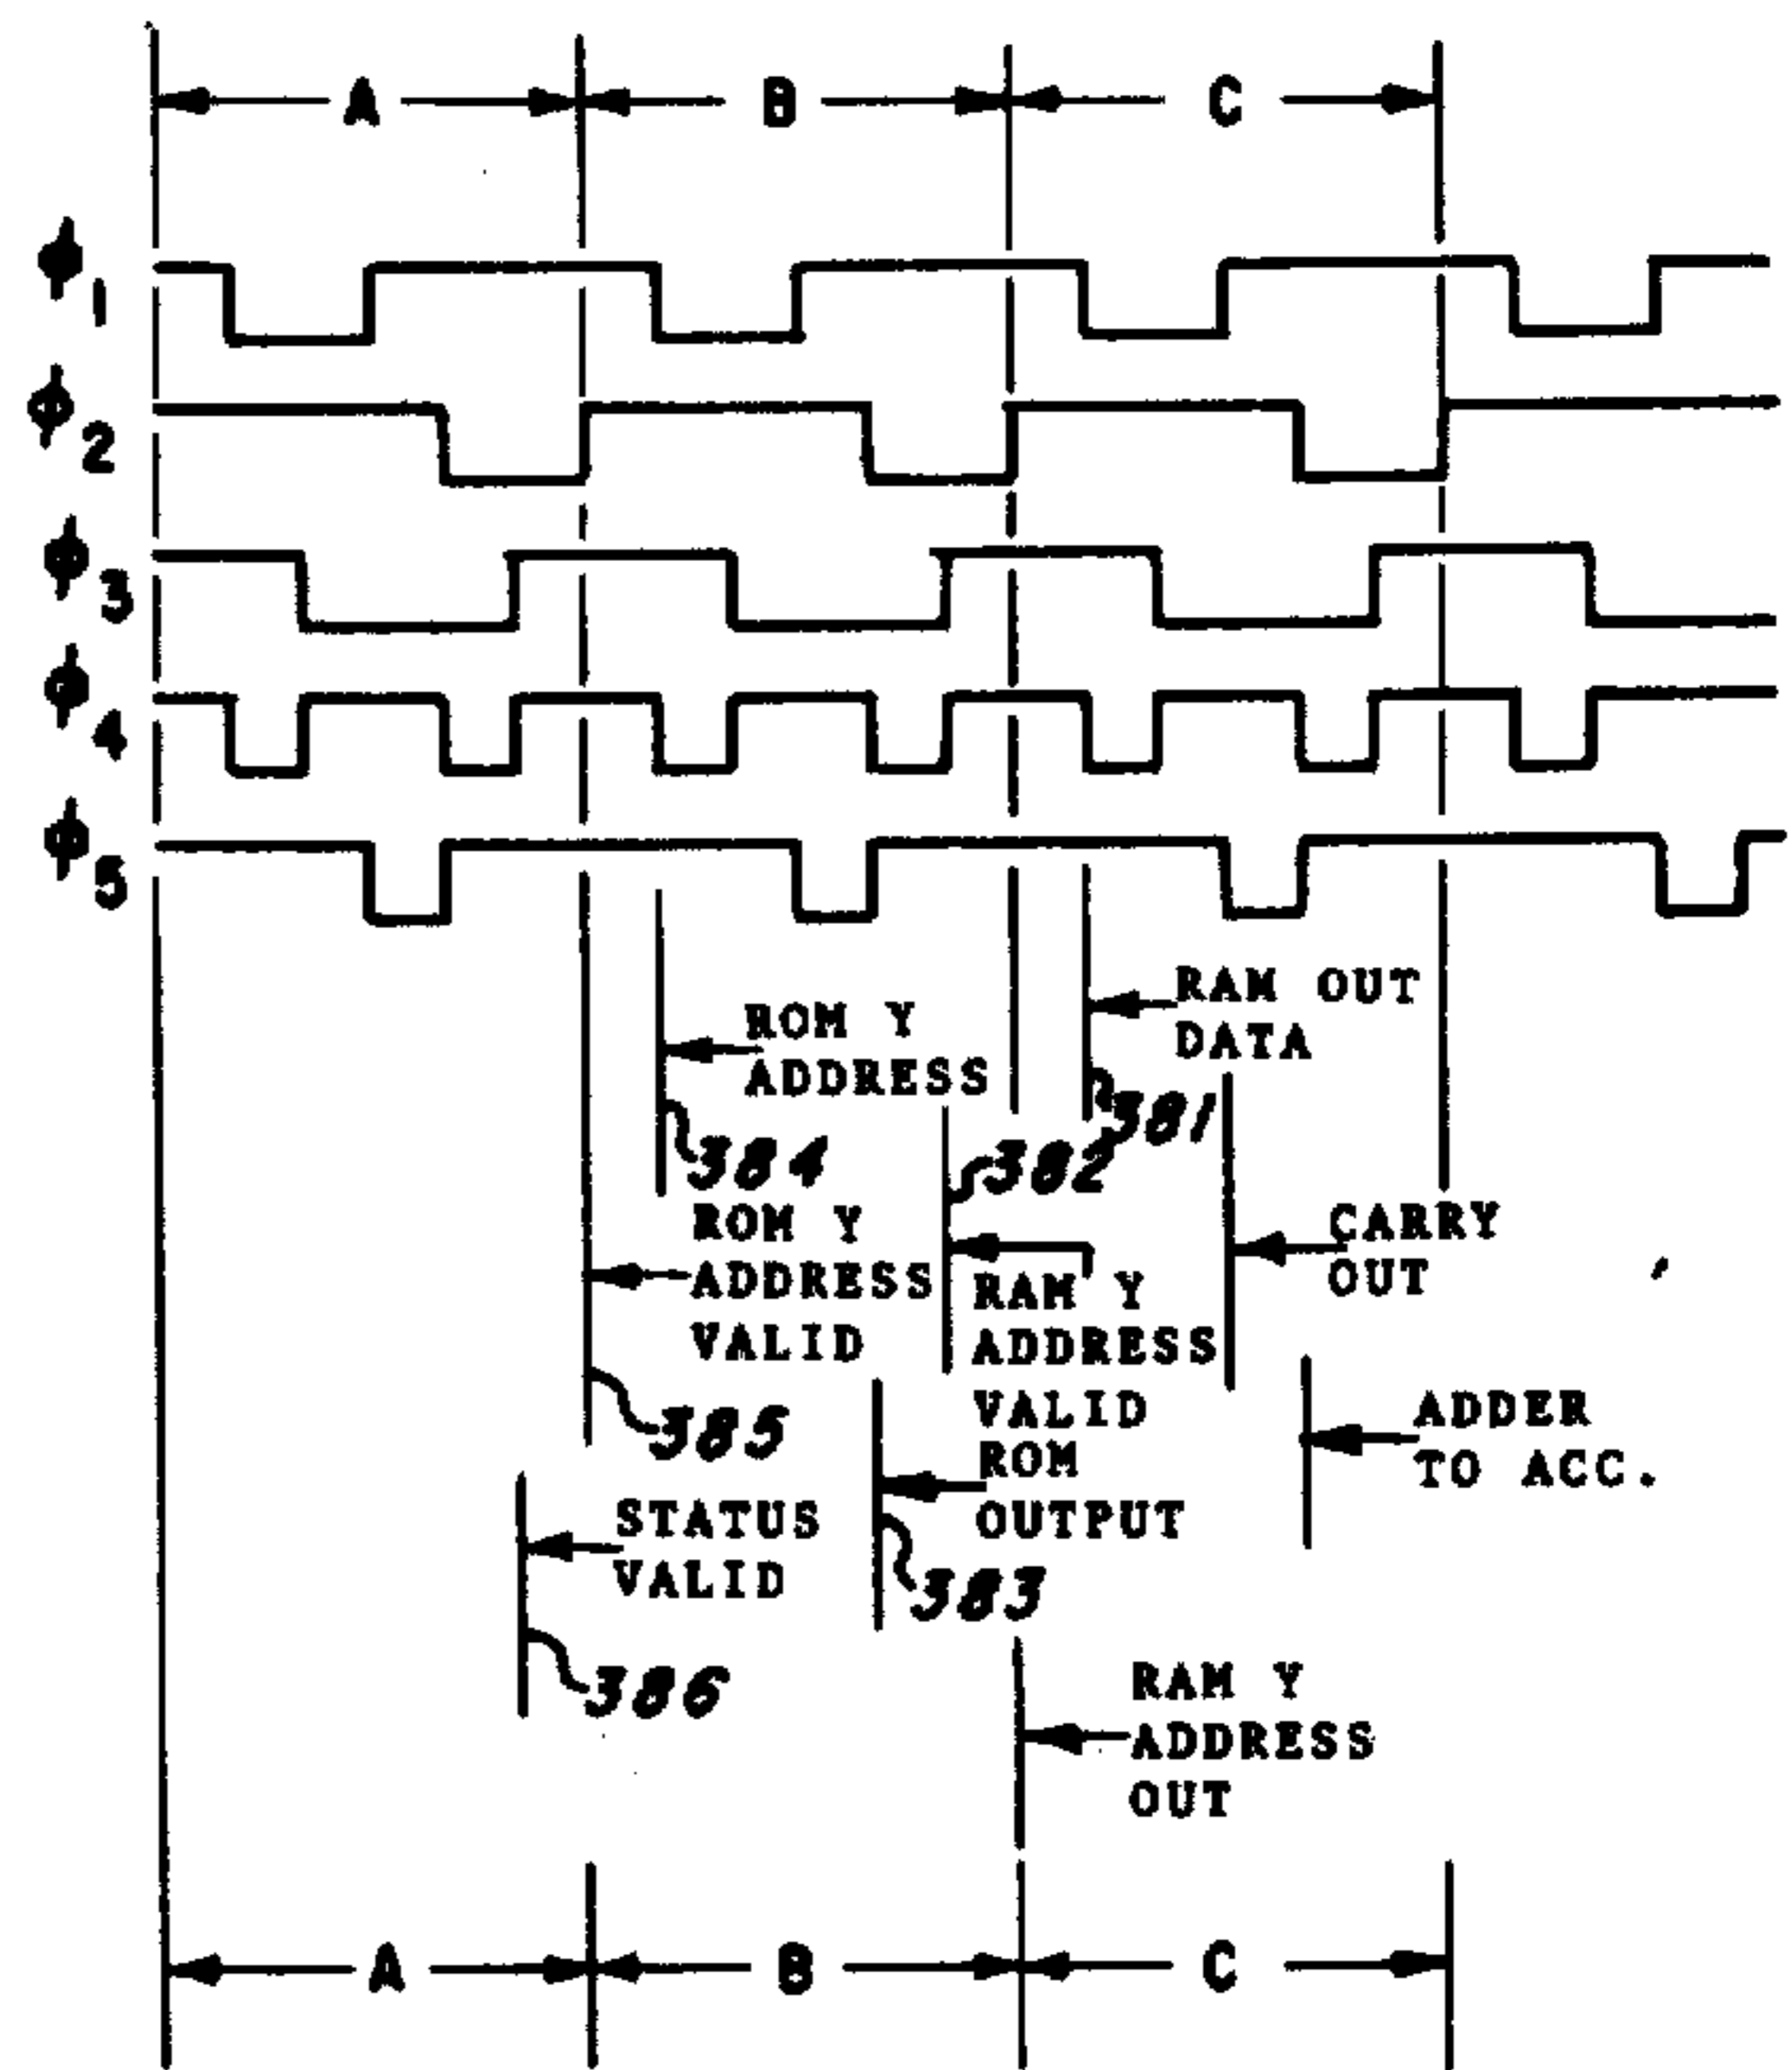 A B C
ϕ1
ϕ2
ϕ3
ϕ4
ϕ5
RAM OUT
DATA
381
ROM Y
ADDRESS
384
382
ROM Y
ADDRESS
VALID
385
CARRY
OUT
RAM Y
ADDRESS
VALID
ADDER
TO ACC.
ROM
OUTPUT
383
STATUS
VALID
386
RAM Y
ADDRESS
OUT
A B C